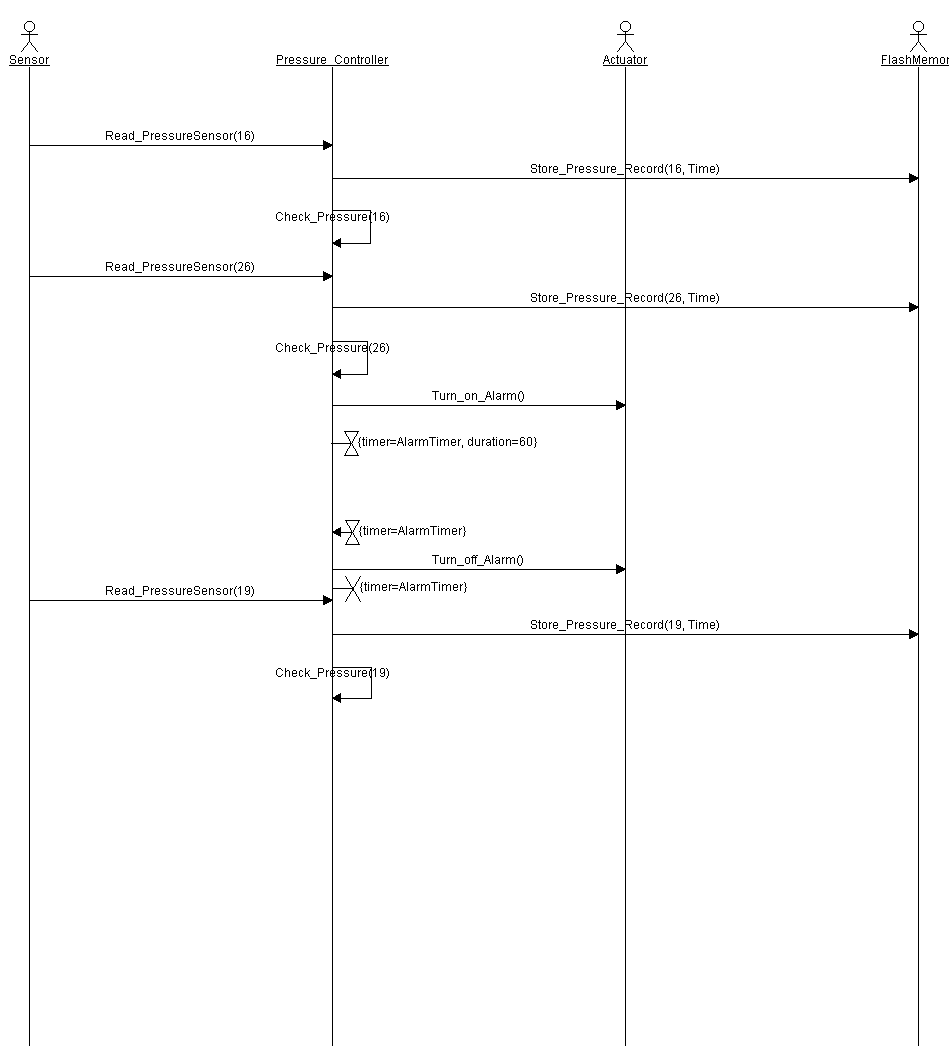 Sensor
Pressure_Controller
Actuator
FlashMemor
Read_PressureSensor(16)
Store_Pressure_Record(16, Time)
Check_Pressure(16)
Read_PressureSensor(26)
Store_Pressure_Record(26, Time)
Check_Pressure(26)
Turn_on_Alarm()
{timer=AlarmTimer, duration=60}
{timer=AlarmTimer}
Turn_off_Alarm()
{timer=AlarmTimer}
Read_PressureSensor(19)
Store_Pressure_Record(19, Time)
Check_Pressure(19)